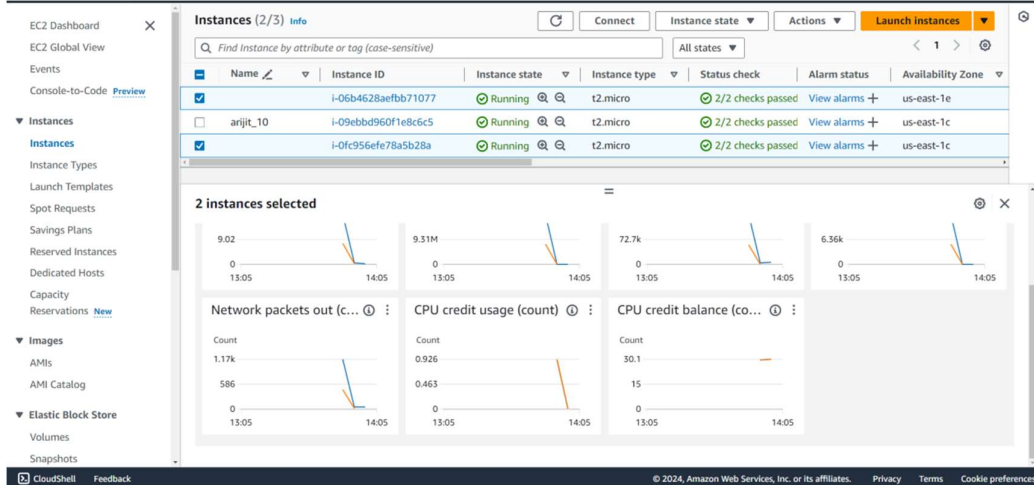 EC2 Dashboard
EC2 Global View
Events
Console-to-Code Preview
Instances
Instances
Instance Types
Launch Templates
Spot Requests
Savings Plans
Reserved Instances
Dedicated Hosts
Capacity
Reservations New
Images
AMIs
AMI Catalog
Elastic Block Store
Volumes
Snapshots
Instances (2/3) Info
Connect
Instance state
Actions
Launch instances
Find Instance by attribute or tag (case-sensitive)
All states
1
Name Instance ID Instance state Instance type Status check Alarm status Availability Zone
i-06b4628aefbb71077 Running t2.micro 2/2 checks passed View alarms + us-east-1e
arijit_10 i-09ebbd960f1e8c6c5 Running t2.micro 2/2 checks passed View alarms + us-east-1c
i-0fc956efe78a5b28a Running t2.micro 2/2 checks passed View alarms + us-east-1c
2 instances selected
9.02
0
13:05 14:05
9.31M
0
13:05 14:05
72.7k
0
13:05 14:05
6.36k
0
13:05 14:05
Network packets out (c...
Count
1.17k
586
0
13:05 14:05
CPU credit usage (count)
Count
0.926
0.463
0
13:05 14:05
CPU credit balance (co...
Count
30.1
15
0
13:05 14:05
CloudShell Feedback © 2024, Amazon Web Services, Inc. or its affiliates. Privacy Terms Cookie preference